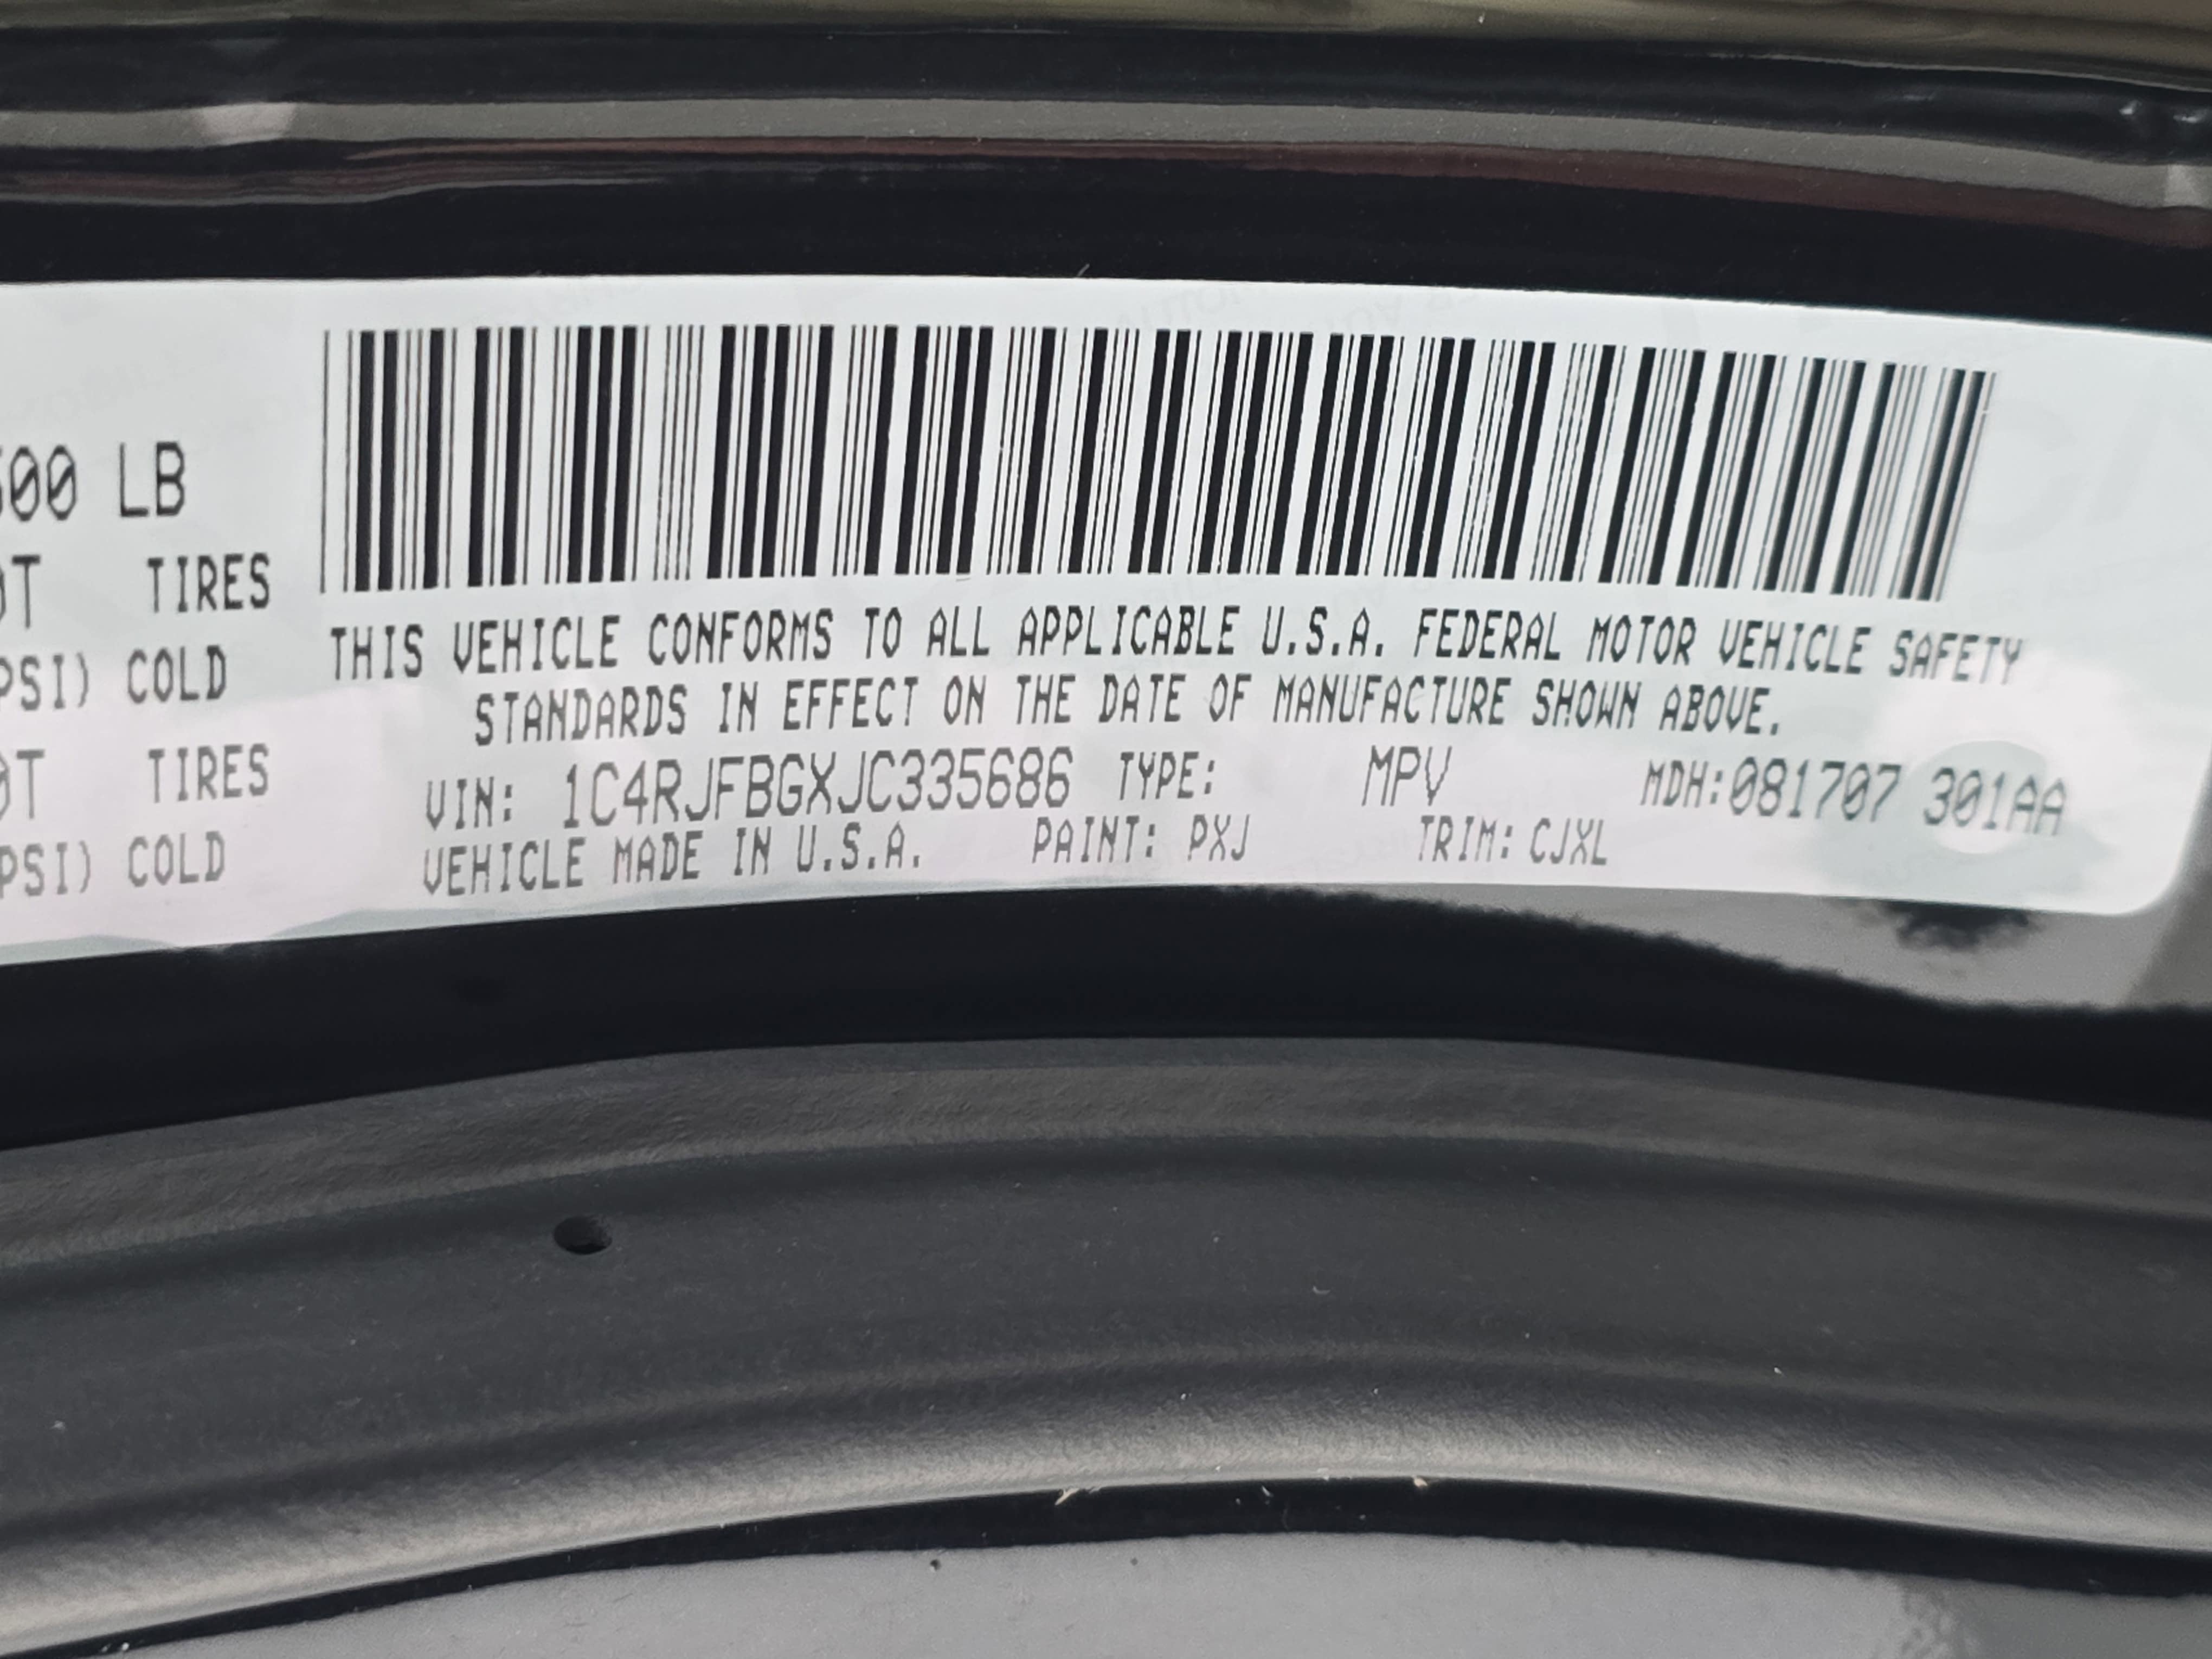 00 LB
TIRES
PSI) COLD
TIRES
PSI) COLD
THIS VEHICLE CONFORMS TO ALL APPLICABLE U.S.A. FEDERAL MOTOR VEHICLE SAFETY
STANDARDS IN EFFECT ON THE DATE OF MANUFACTURE SHOWN ABOVE.
VIN: 1C4RJFBGXJC335686 TYPE: MPV MDH:081707 301AA
VEHICLE MADE IN U.S.A. PAINT: PXJ TRIM: CJXL